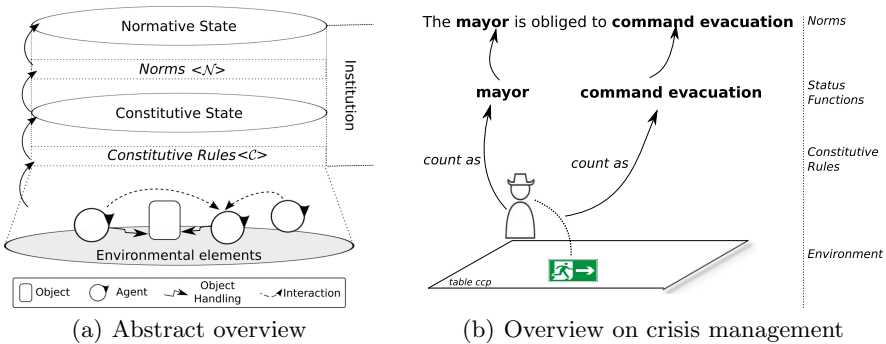 Normative State
Norms <𝒩>
Constitutive State
Constitutive Rules<𝒞>
Institution
Environmental elements
Object
Agent
Object
Handling
Interaction
(a) Abstract overview
The mayor is obliged to command evacuation
Norms
mayor
command evacuation
Status
Functions
count as
count as
Constitutive
Rules
Environment
table ccp
(b) Overview on crisis management